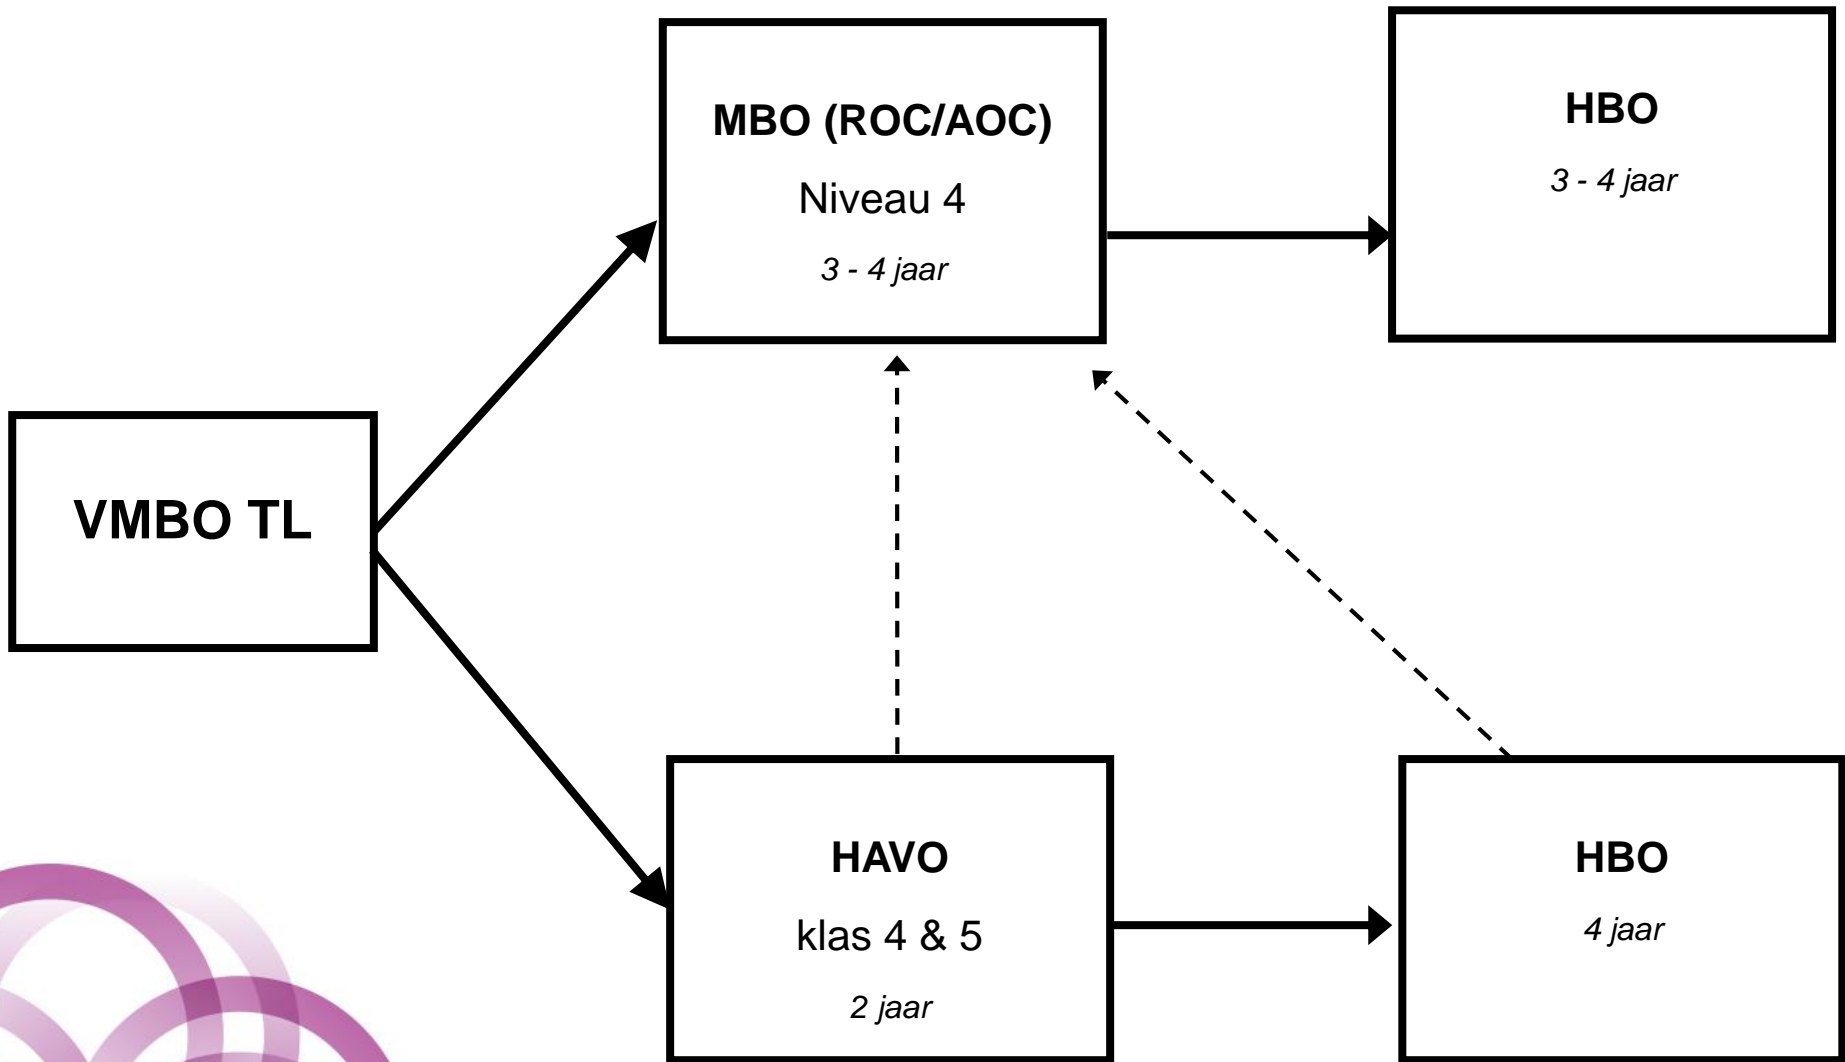 MBO (ROC/AOC)
Niveau 4
3 - 4 jaar
HBO
3 - 4 jaar
VMBO TL
HAVO
klas 4 & 5
2 jaar
HBO
4 jaar